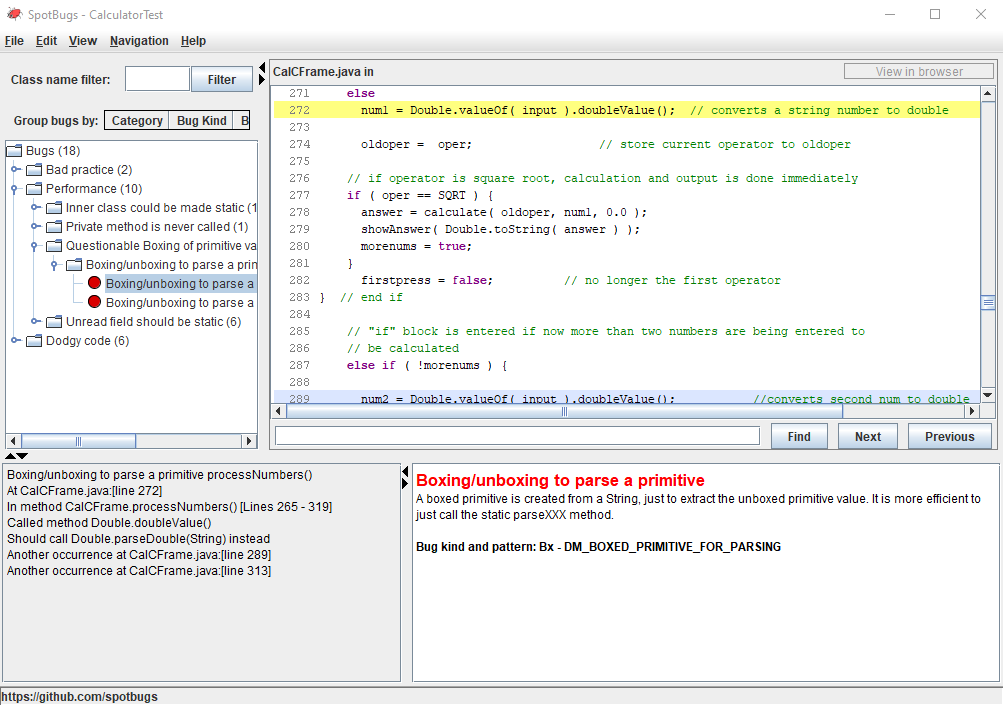 SpotBugs - CalculatorTest
File Edit View Navigation Help
Class name filter: Filter
Group bugs by: Category Bug Kind B
Bugs (18)
Bad practice (2)
Performance (10)
Inner class could be made static (1
Private method is never called (1)
Questionable Boxing of primitive va
Boxing/unboxing to parse a prin
Boxing/unboxing to parse a
Boxing/unboxing to parse a
Unread field should be static (6)
Dodgy code (6)
CalCFrame.java in
View in browser
271 else
272 num1 = Double.valueOf( input ).doubleValue(); // converts a string number to double
273
274 oldoper = oper; // store current operator to oldoper
275
276 // if operator is square root, calculation and output is done immediately
277 if ( oper == SQRT ) {
278 answer = calculate( oldoper, num1, 0.0 );
279 showAnswer( Double.toString( answer ) );
280 morenums = true;
281 }
282 firstpress = false; // no longer the first operator
283 } // end if
284
285 // "if" block is entered if now more than two numbers are being entered to
286 // be calculated
287 else if ( !morenums ) {
288
289 num2 = Double.valueOf( input ).doubleValue(); //converts second num to double
Find Next Previous
Boxing/unboxing to parse a primitive processNumbers()
At CalCFrame.java:[line 272]
In method CalCFrame.processNumbers() [Lines 265 - 319]
Called method Double.doubleValue()
Should call Double.parseDouble(String) instead
Another occurrence at CalCFrame.java:[line 289]
Another occurrence at CalCFrame.java:[line 313]
Boxing/unboxing to parse a primitive
A boxed primitive is created from a String, just to extract the unboxed primitive value. It is more efficient to
just call the static parseXXX method.
Bug kind and pattern: Bx - DM_BOXED_PRIMITIVE_FOR_PARSING
https://github.com/spotbugs